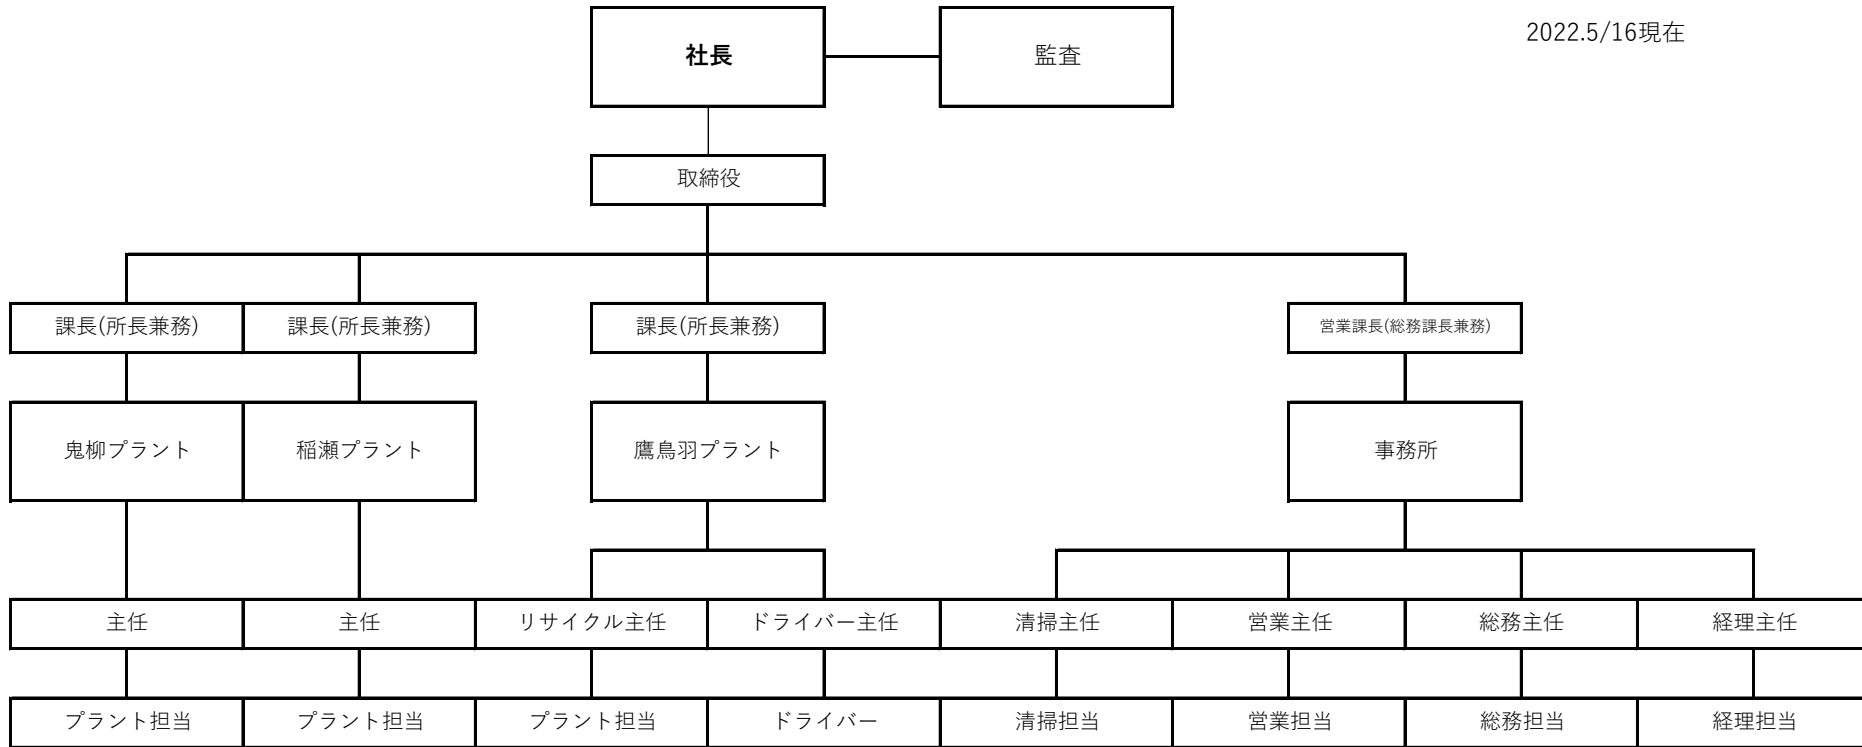 2022.5/16現在
社長
監査
取締役
課長(所長兼務)
課長(所長兼務)
課長(所長兼務)
営業課長(総務課長兼務)
鬼柳プラント
稲瀬プラント
鷹鳥羽プラント
事務所
主任
主任
リサイクル主任
ドライバー主任
清掃主任
営業主任
総務主任
経理主任
プラント担当
プラント担当
プラント担当
ドライバー
清掃担当
営業担当
総務担当
経理担当